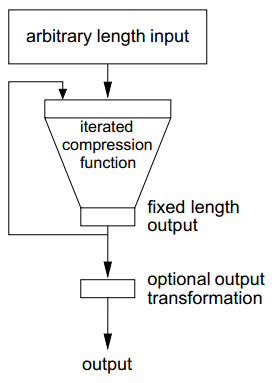 arbitrary length input
iterated
compression
function
fixed length
output
optional output
transformation
output